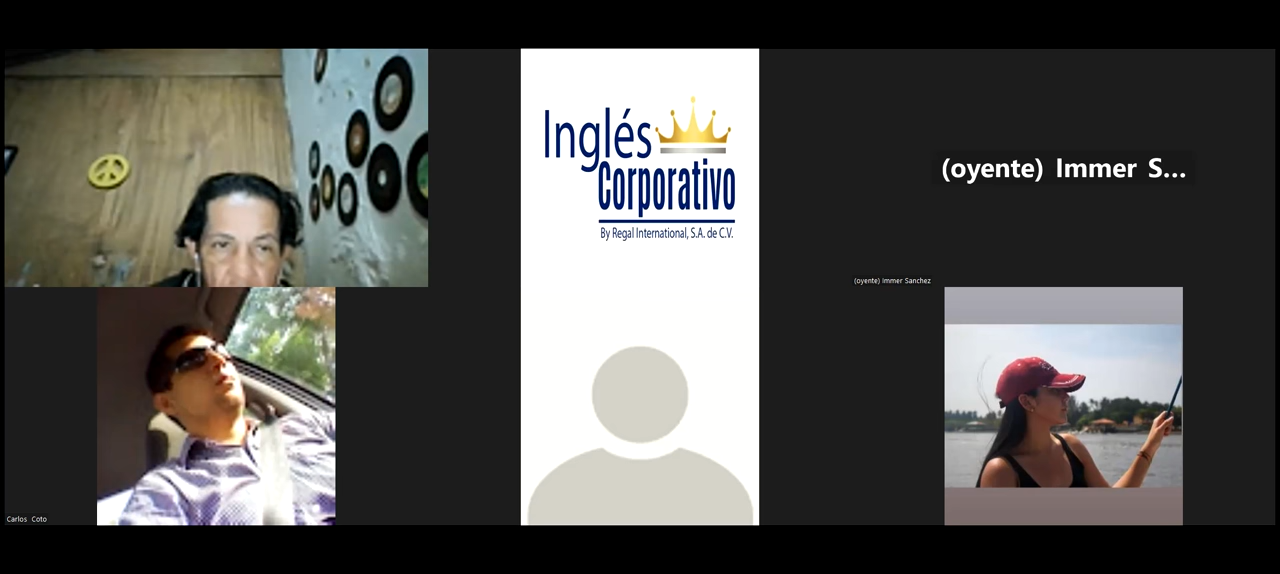 Inglés
Corporativo
By Regal International, S.A. de C.V.
(oyente) Immer S...
(oyente) Immer Sanchez
Carlos Coto